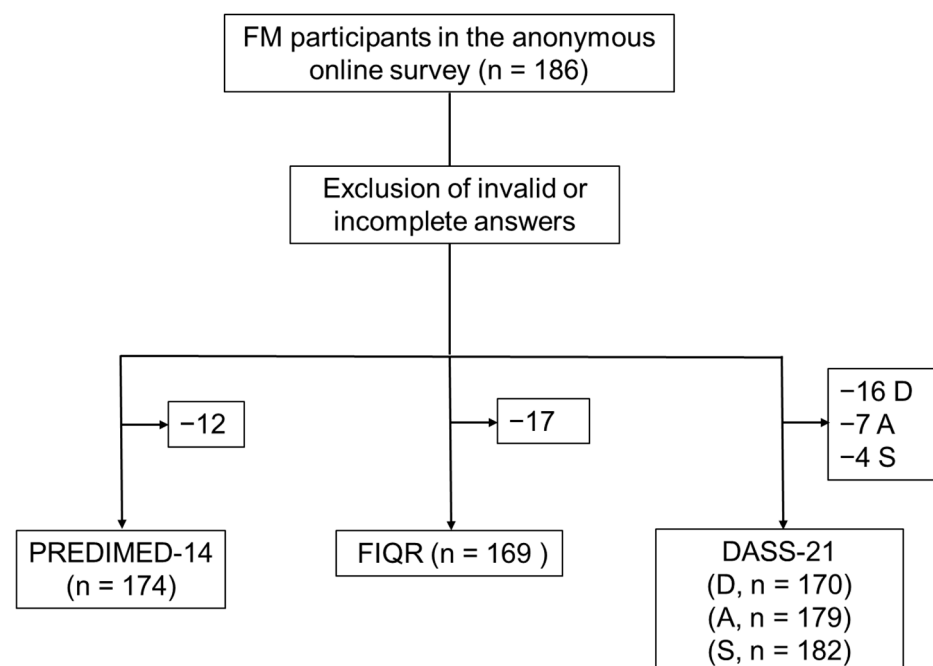 FM participants in the anonymous
online survey (n = 186)
Exclusion of invalid or
incomplete answers
−12
−17
−16 D
−7 A
−4 S
PREDIMED-14
(n = 174)
FIQR (n = 169 )
DASS-21
(D, n = 170)
(A, n = 179)
(S, n = 182)